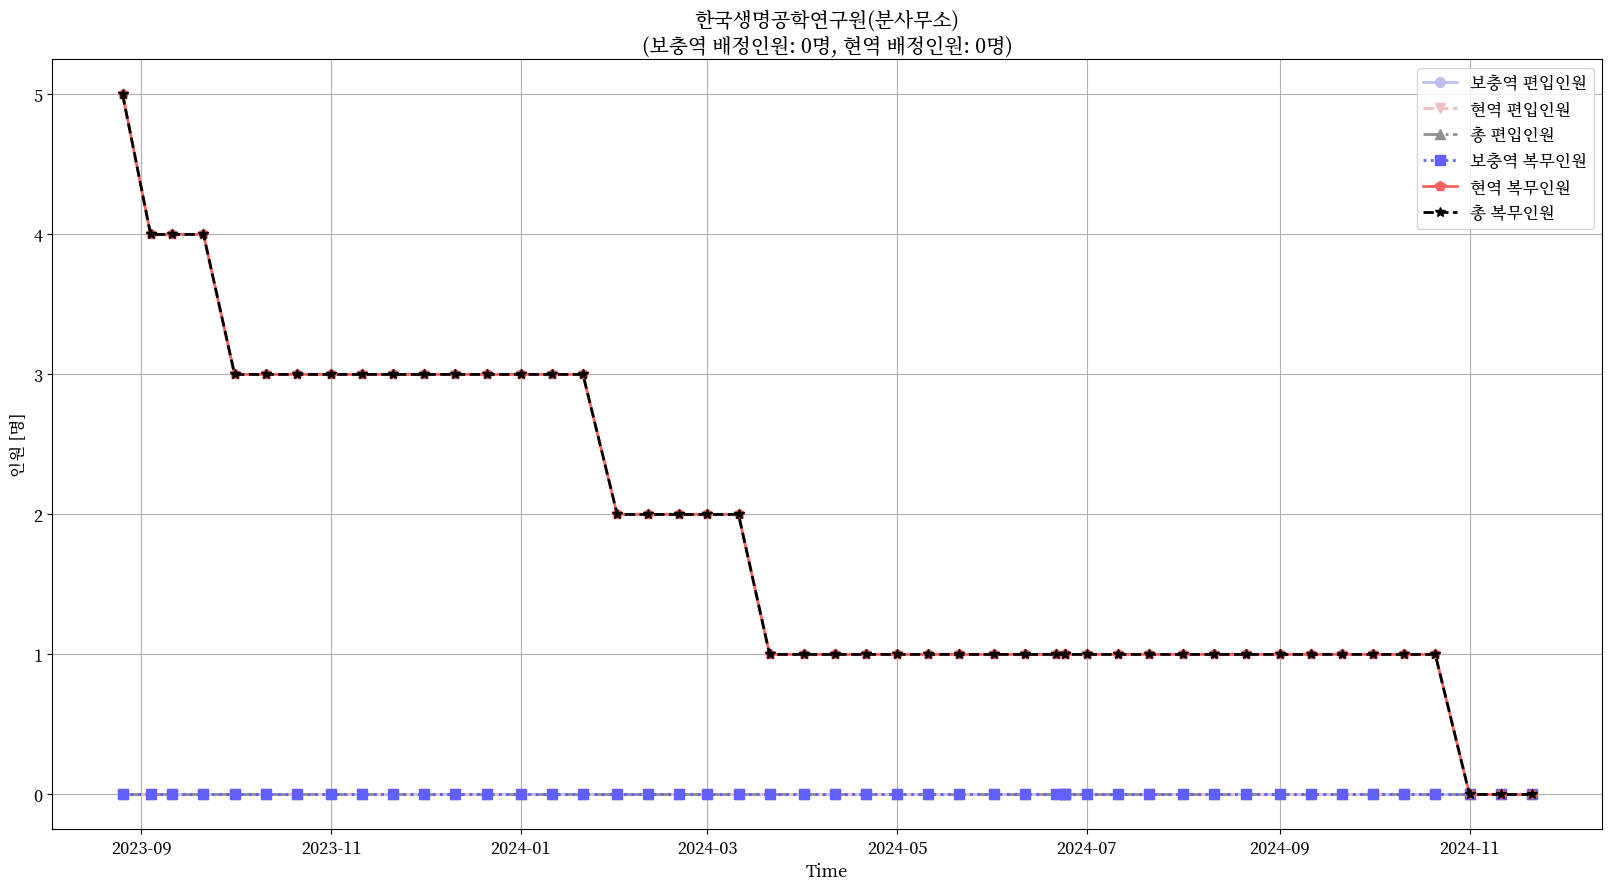 한국생명공학연구원(분사무소)
(보충역 배정인원: 0명, 현역 배정인원: 0명)
보충역 편입인원
현역 편입인원
총 편입인원
보충역 복무인원
현역 복무인원
총 복무인원
인원 [명]
5
4
3
2
1
0
2023-09
2023-11
2024-01
2024-03
2024-05
2024-07
2024-09
2024-11
Time